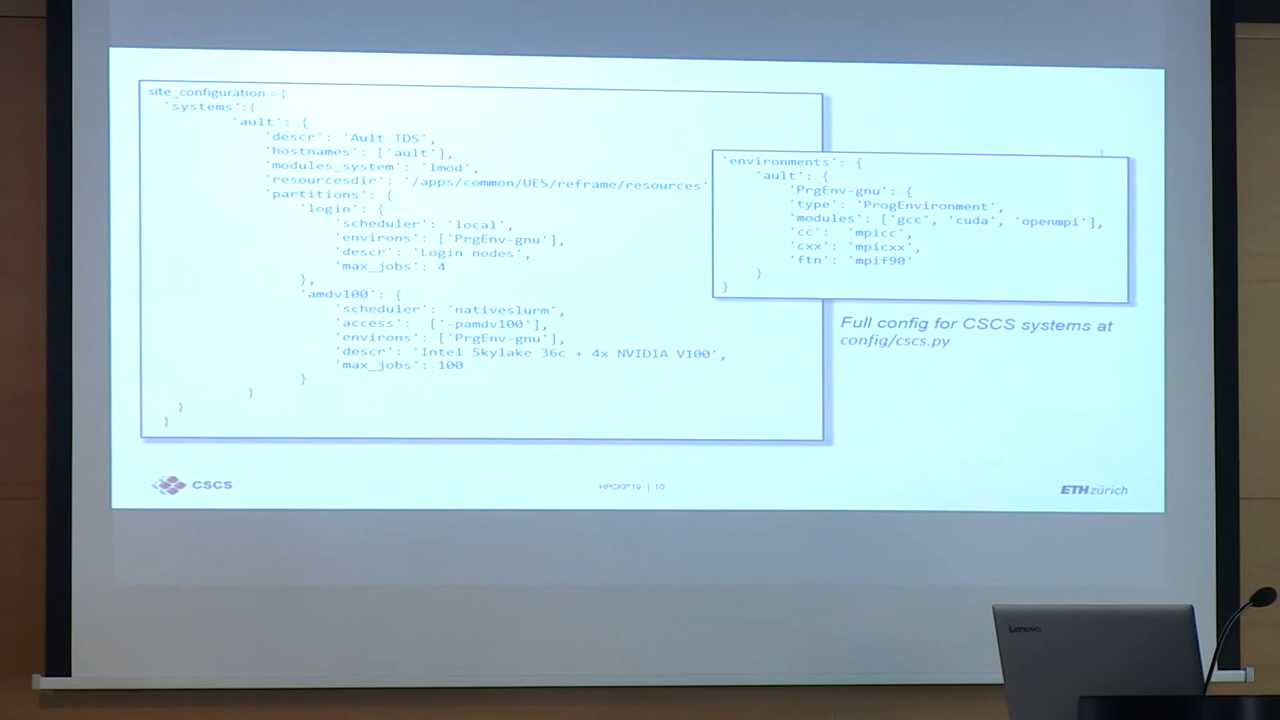 site_configuration = {
'systems':{
'ault': {
'descr': 'Ault TDS',
'hostnames': ['ault'],
'modules_system': 'lmod',
'resourcesdir': '/apps/common/UES/reframe/resources'
'partitions': {
'login': {
'scheduler': 'local',
'environs': ['PrgEnv-gnu'],
'descr': 'Login nodes',
'max_jobs': 4
},
'amdv100': {
'scheduler': 'nativeslurm',
'access': ['-pamdv100'],
'environs': ['PrgEnv-gnu'],
'descr': 'Intel Skylake 36c + 4x NVIDIA V100',
'max_jobs': 100
}
}
}
}
'environments': {
'ault': {
'PrgEnv-gnu': {
'type': 'ProgEnvironment',
'modules': ['gcc', 'cuda', 'openmpi'],
'cc': 'mpicc',
'cxx': 'mpicxx',
'ftn': 'mpif90'
}
}
Full config for CSCS systems at
config/cscs.py
CSCS
HPCKP'19 | 10
ETH zürich
Lenovo